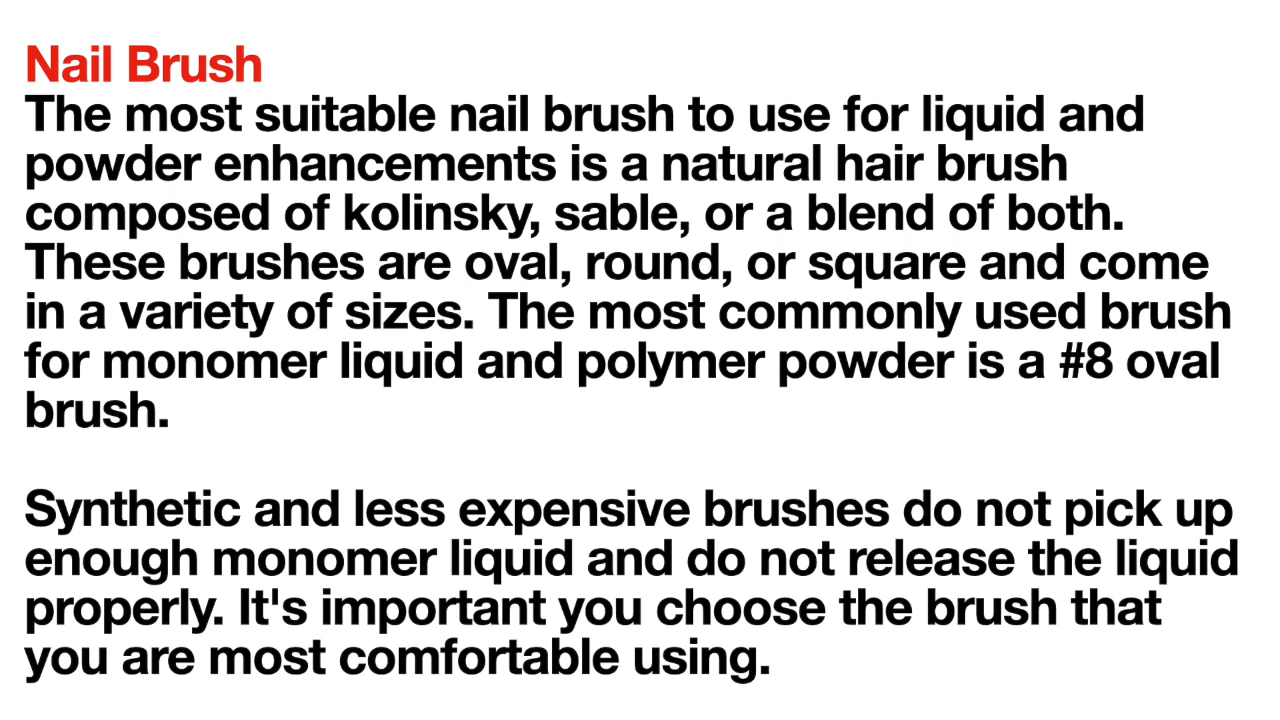 Nail Brush
The most suitable nail brush to use for liquid and
powder enhancements is a natural hair brush
composed of kolinsky, sable, or a blend of both.
These brushes are oval, round, or square and come
in a variety of sizes. The most commonly used brush
for monomer liquid and polymer powder is a #8 oval
brush.
Synthetic and less expensive brushes do not pick up
enough monomer liquid and do not release the liquid
properly. It's important you choose the brush that
you are most comfortable using.